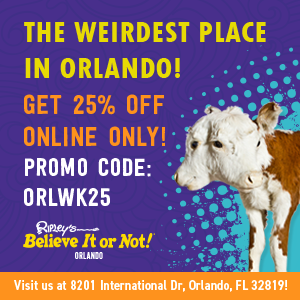 THE WEIRDEST PLACE
IN ORLANDO!
GET 25% OFF
ONLINE ONLY!
PROMO CODE:
ORLWK25
Ripley's
Believe It or Not!
ORLANDO
Visit us at 8201 International Dr, Orlando, FL 32819!